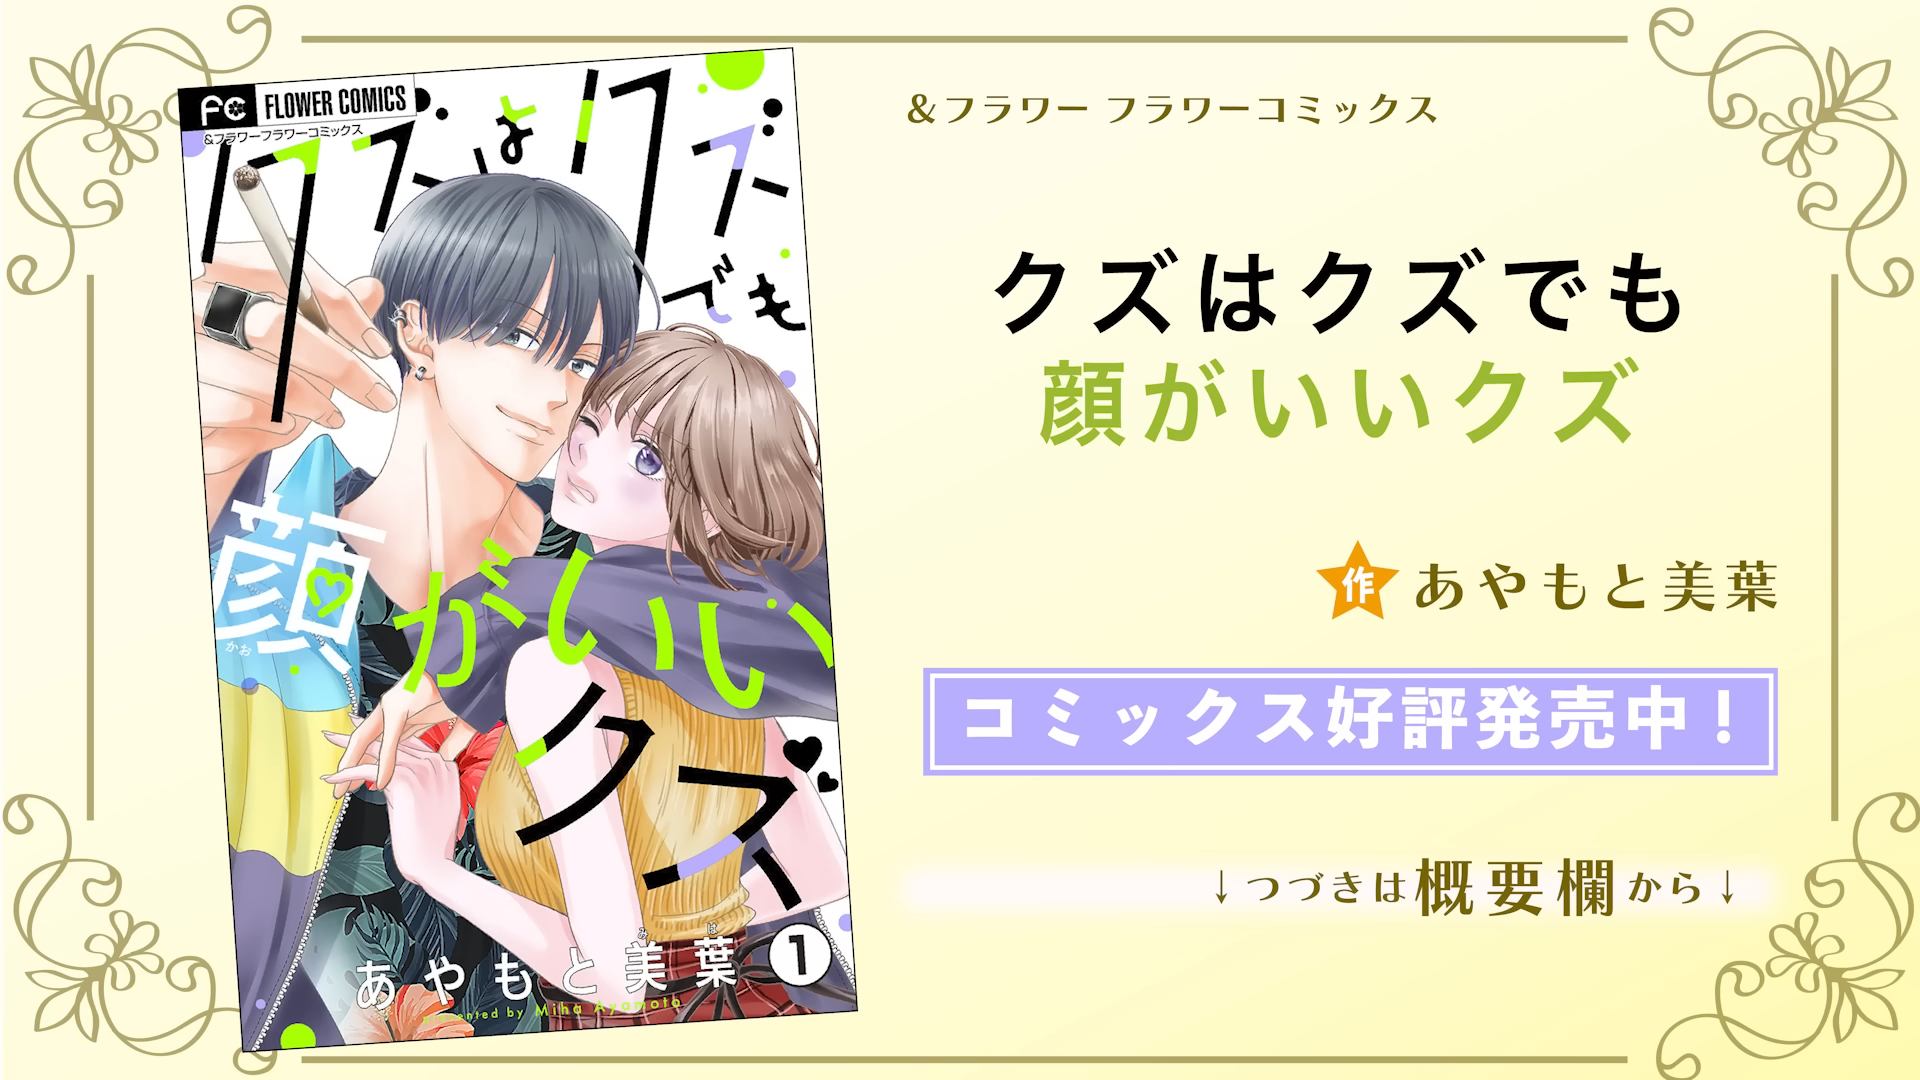 FC FLOWER COMICS
&フラワーフラワーコミックス
クズはクズ
でも
顔がいい
かお
クズ
あやもと美葉 1
み は
presented by Miha Ayamoto
&フラワー フラワーコミックス
クズはクズでも
顔がいいクズ
作 あやもと美葉
コミックス好評発売中!
↓つづきは概要欄から↓